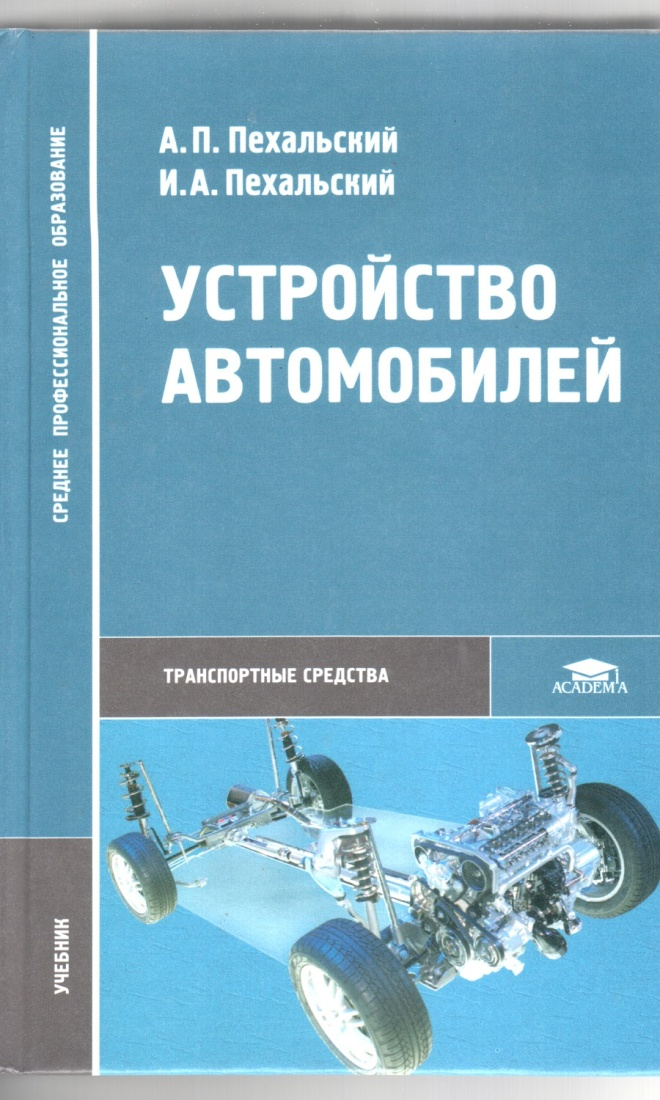 А. П. Пехальский
И. А. Пехальский
УСТРОЙСТВО
АВТОМОБИЛЕЙ
СРЕДНЕЕ ПРОФЕССИОНАЛЬНОЕ ОБРАЗОВАНИЕ
ТРАНСПОРТНЫЕ СРЕДСТВА
ACADEMA
УЧЕБНИК